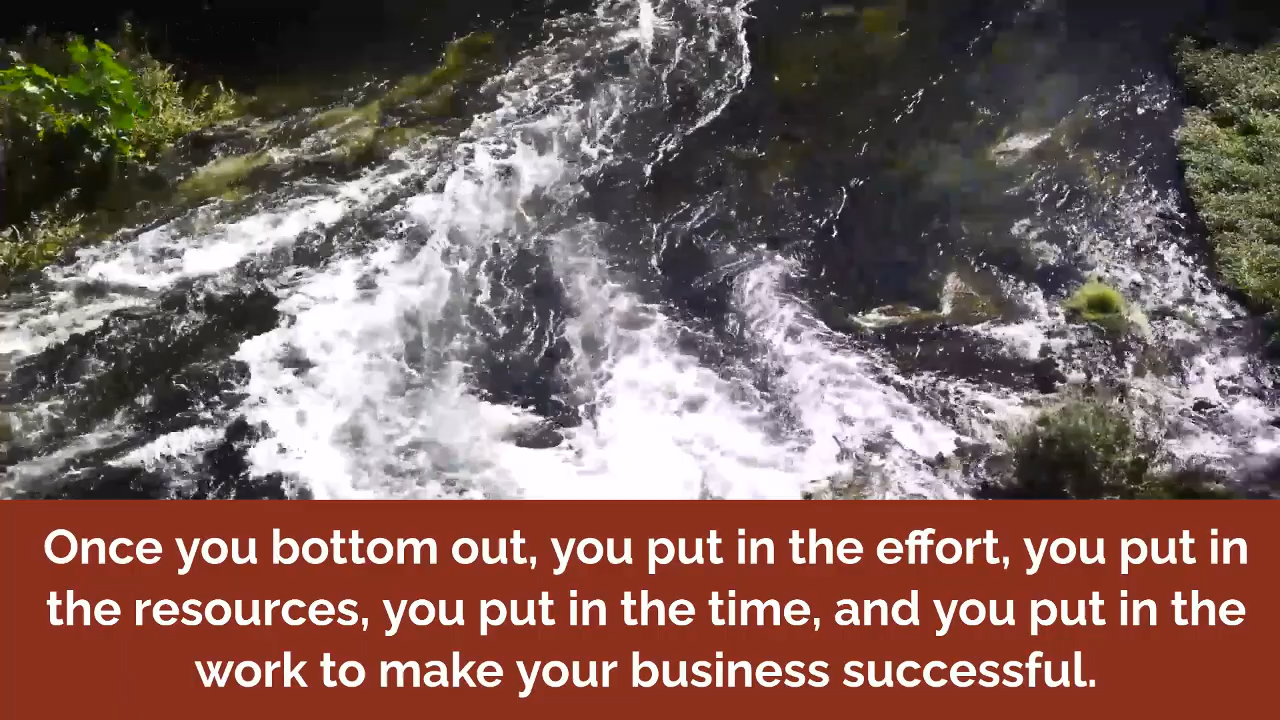 Once you bottom out, you put in the effort, you put in
the resources, you put in the time, and you put in the
work to make your business successful.